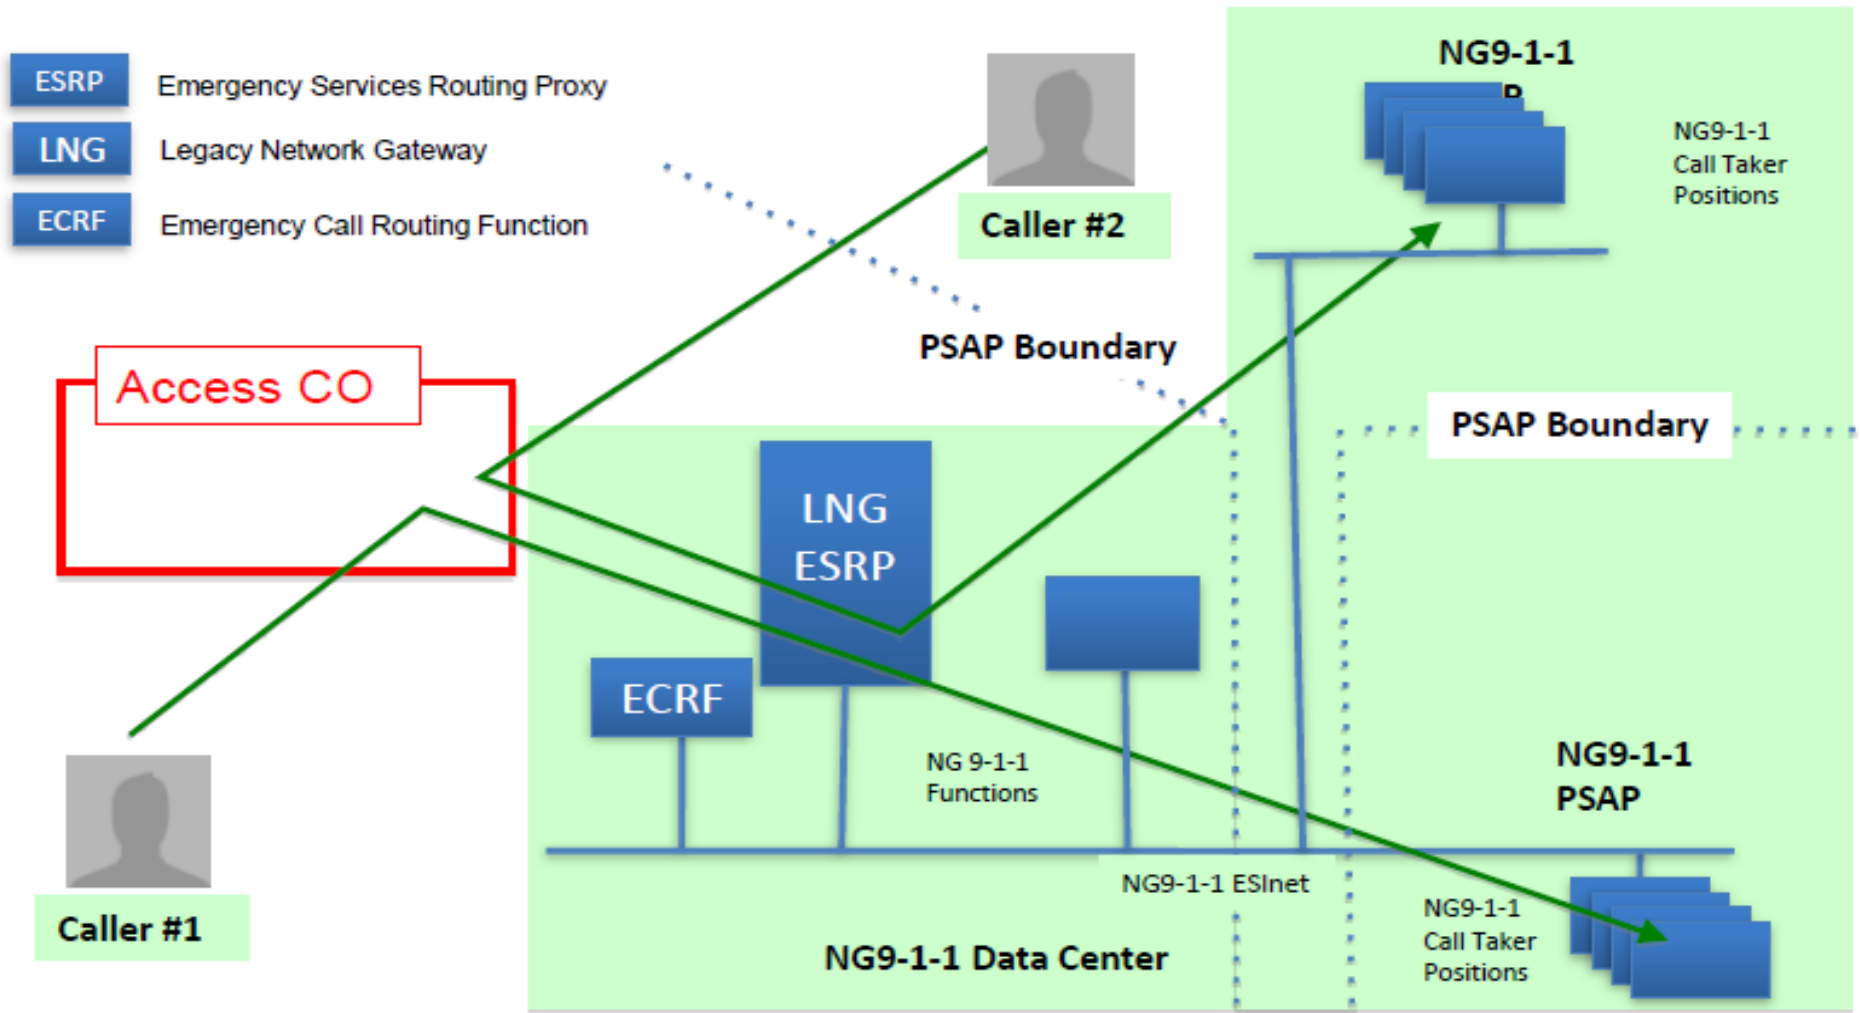 ESRP Emergency Services Routing Proxy
LNG Legacy Network Gateway
ECRF Emergency Call Routing Function
Caller #2
NG9-1-1
P
NG9-1-1
Call Taker
Positions
PSAP Boundary
Access CO
PSAP Boundary
LNG
ESRP
ECRF
NG 9-1-1
Functions
NG9-1-1
PSAP
NG9-1-1 ESInet
Caller #1
NG9-1-1 Data Center
NG9-1-1
Call Taker
Positions